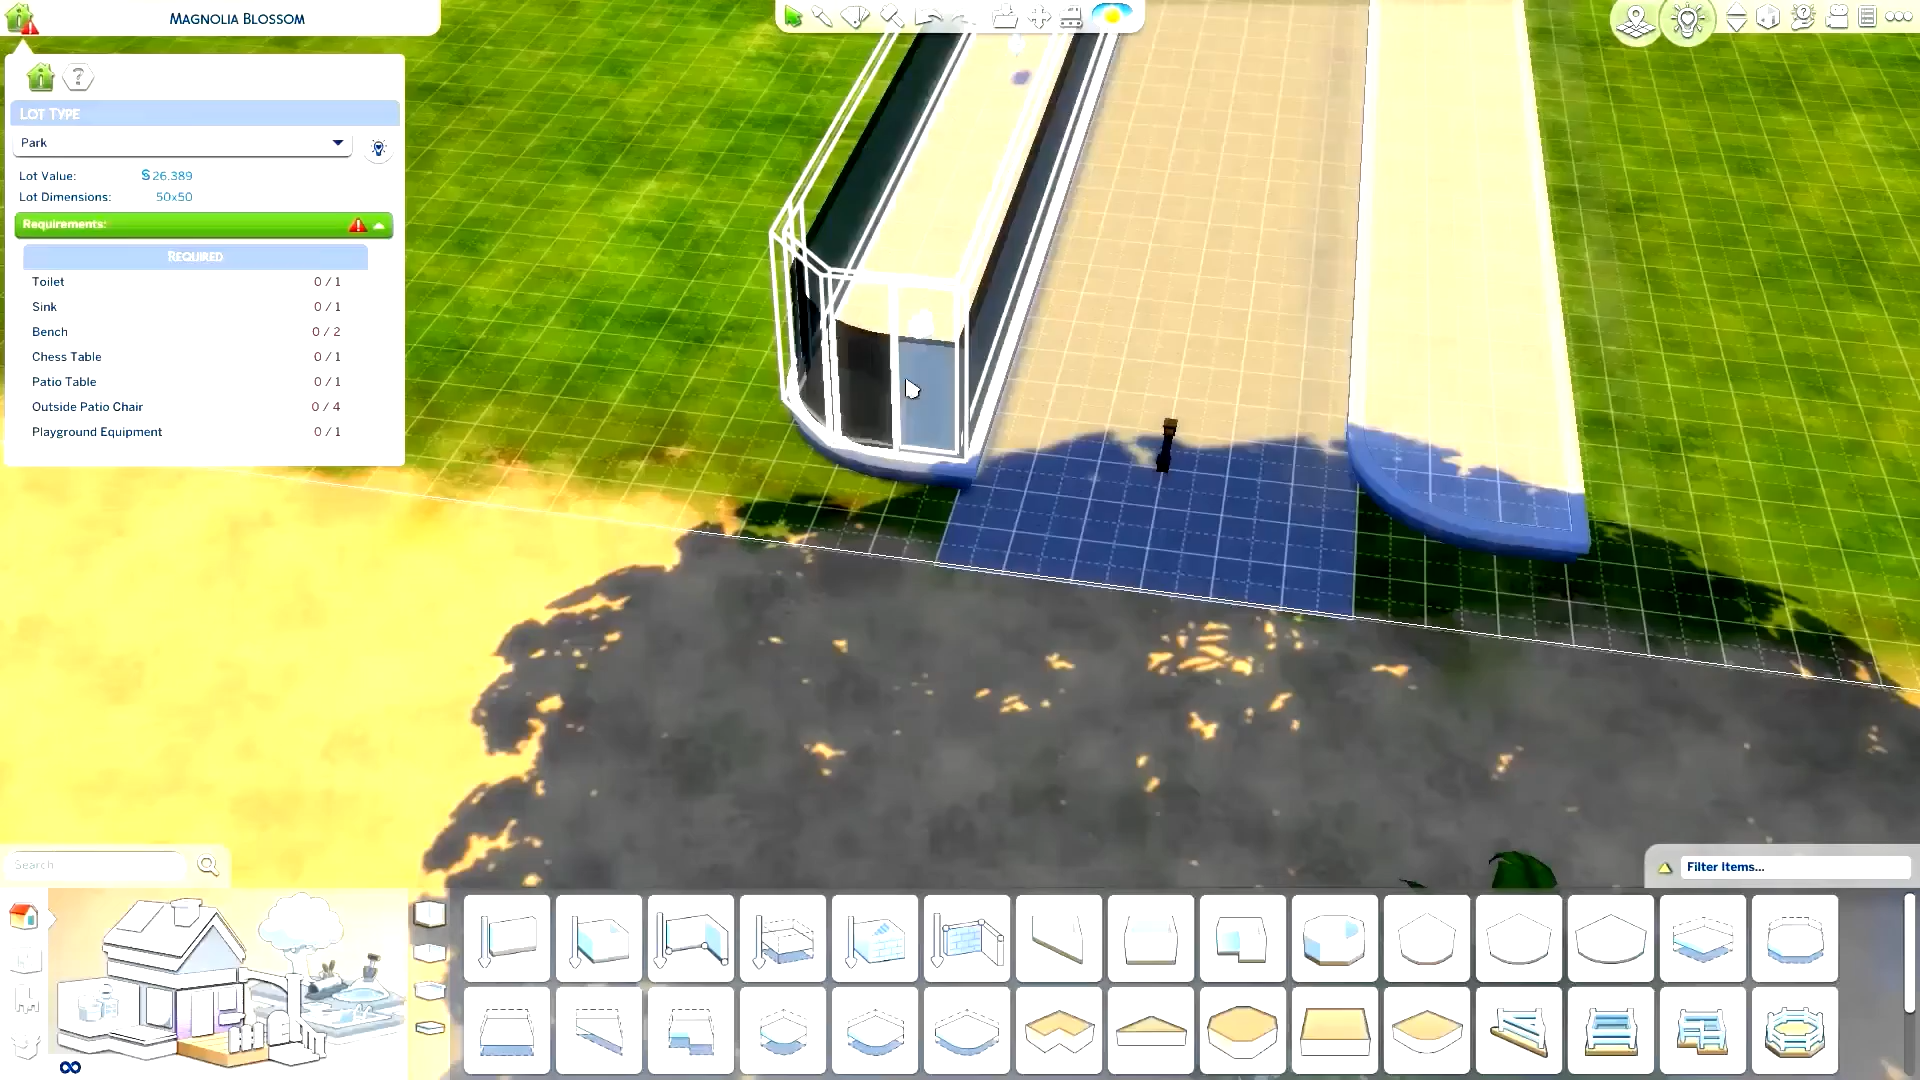 MAGNOLIA BLOSSOM
LOT TYPE
Park
Lot Value: $26.389
Lot Dimensions: 50x50
Requirements:
REQUIRED
Toilet 0 / 1
Sink 0 / 1
Bench 0 / 2
Chess Table 0 / 1
Patio Table 0 / 1
Outside Patio Chair 0 / 4
Playground Equipment 0 / 1
Search
Filter Items...